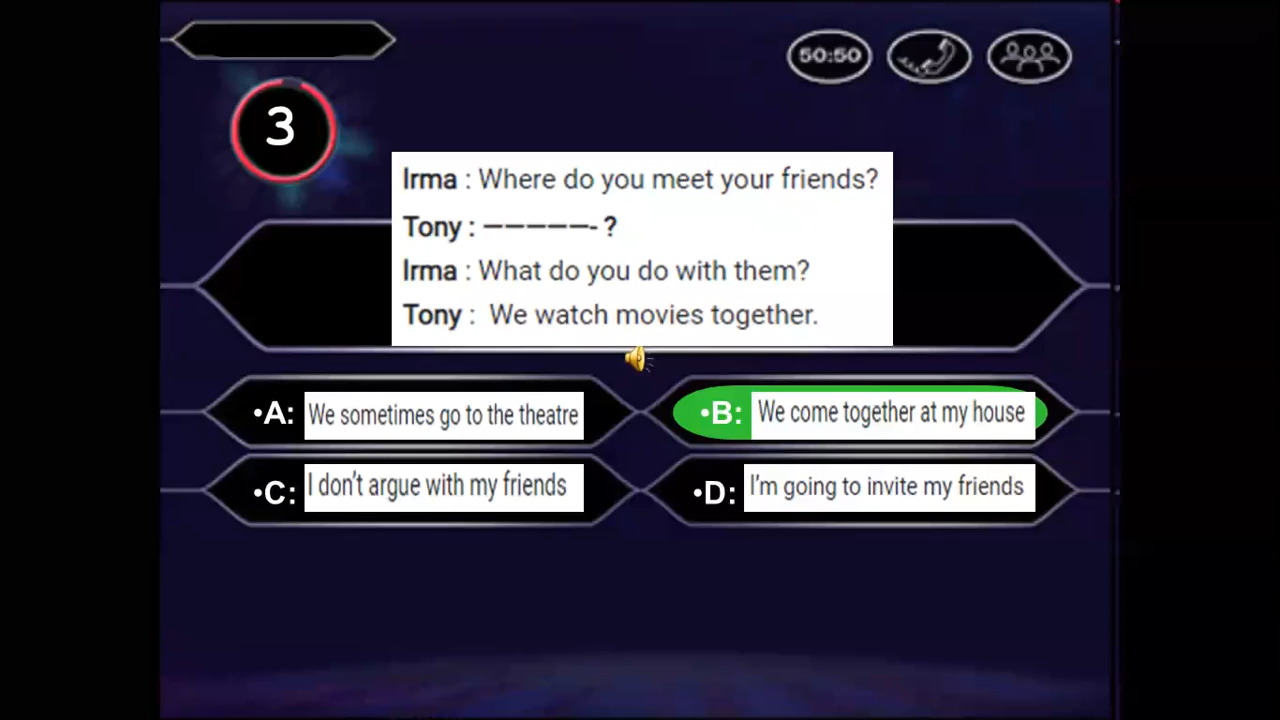 50:50
3
Irma : Where do you meet your friends?
Tony : —————- ?
Irma : What do you do with them?
Tony : We watch movies together.
•A: We sometimes go to the theatre
•B: We come together at my house
•C: I don't argue with my friends
•D: I'm going to invite my friends